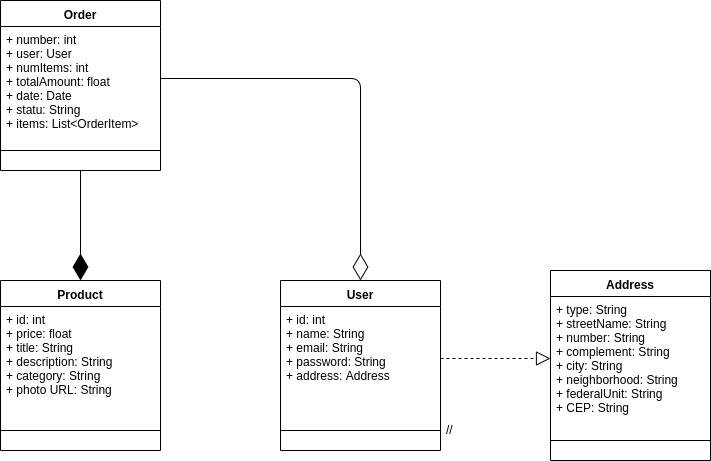 Order
+ number: int
+ user: User
+ numItems: int
+ totalAmount: float
+ date: Date
+ statu: String
+ items: List<OrderItem>
Product
+ id: int
+ price: float
+ title: String
+ description: String
+ category: String
+ photo URL: String
User
+ id: int
+ name: String
+ email: String
+ password: String
+ address: Address
//
Address
+ type: String
+ streetName: String
+ number: String
+ complement: String
+ city: String
+ neighborhood: String
+ federalUnit: String
+ CEP: String